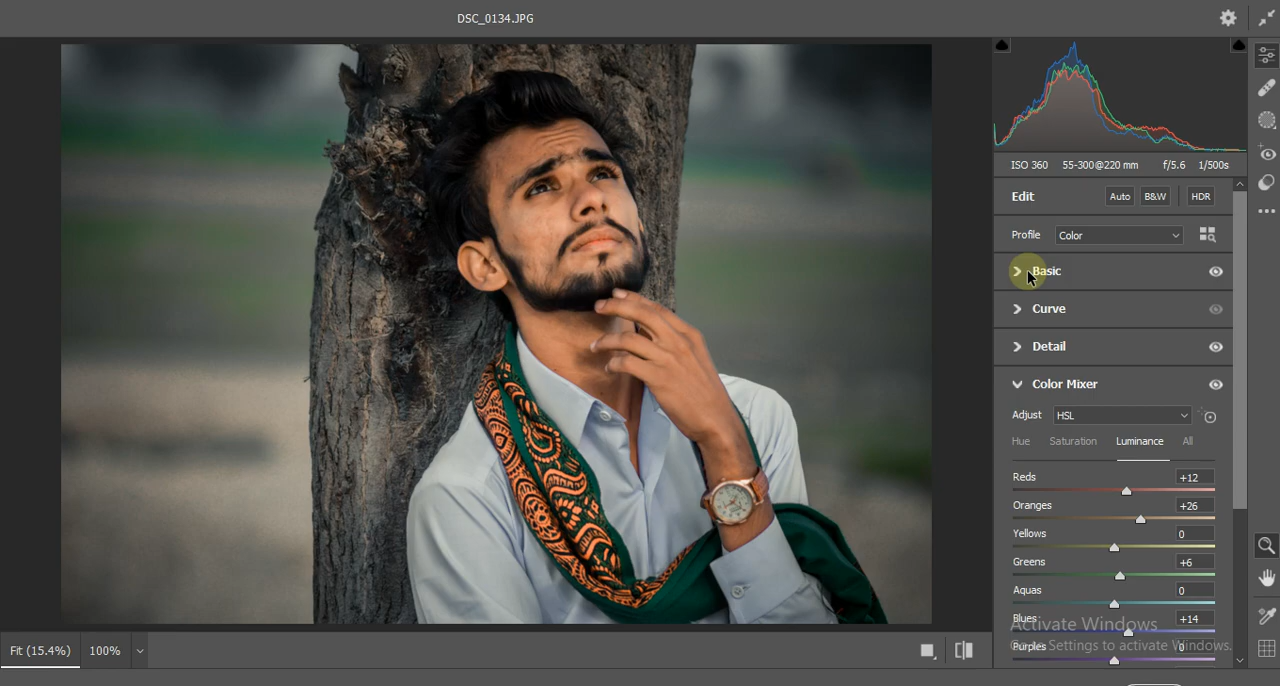 DSC_0134.JPG
ISO 360 55-300@220 mm f/5.6 1/500s
Edit Auto B&W HDR
Profile Color
Basic
Curve
Detail
Color Mixer
Adjust HSL
Hue Saturation Luminance All
Reds +12
Oranges +26
Yellows 0
Greens +6
Aquas 0
Blues +14
Activate Windows
Purples 0
Go to Settings to activate Windows.
Fit (15.4%) 100%